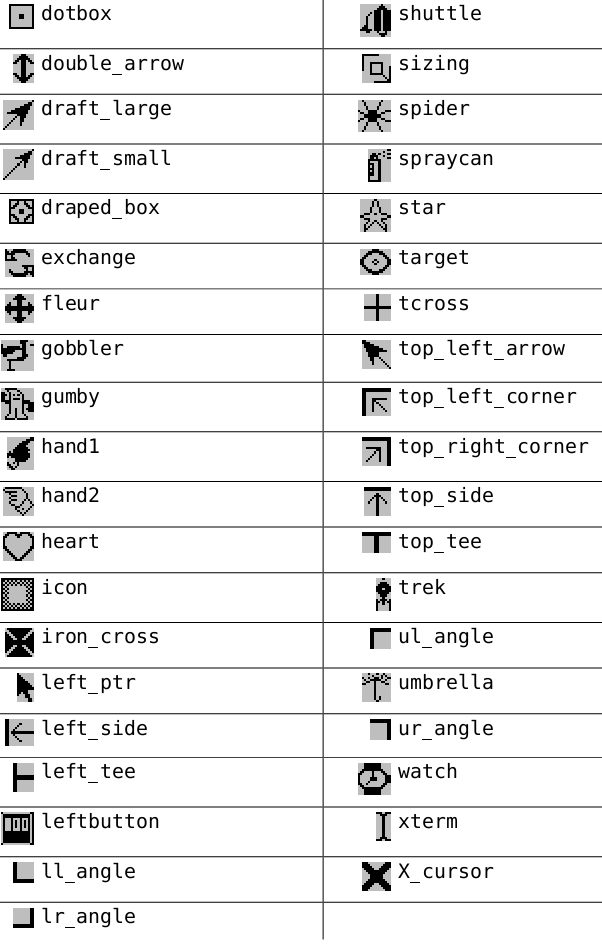 dotbox shuttle
double_arrow sizing
draft_large spider
draft_small spraycan
draped_box star
exchange target
fleur tcross
gobbler top_left_arrow
gumby top_left_corner
hand1 top_right_corner
hand2 top_side
heart top_tee
icon trek
iron_cross ul_angle
left_ptr umbrella
left_side ur_angle
left_tee watch
leftbutton xterm
ll_angle X_cursor
lr_angle